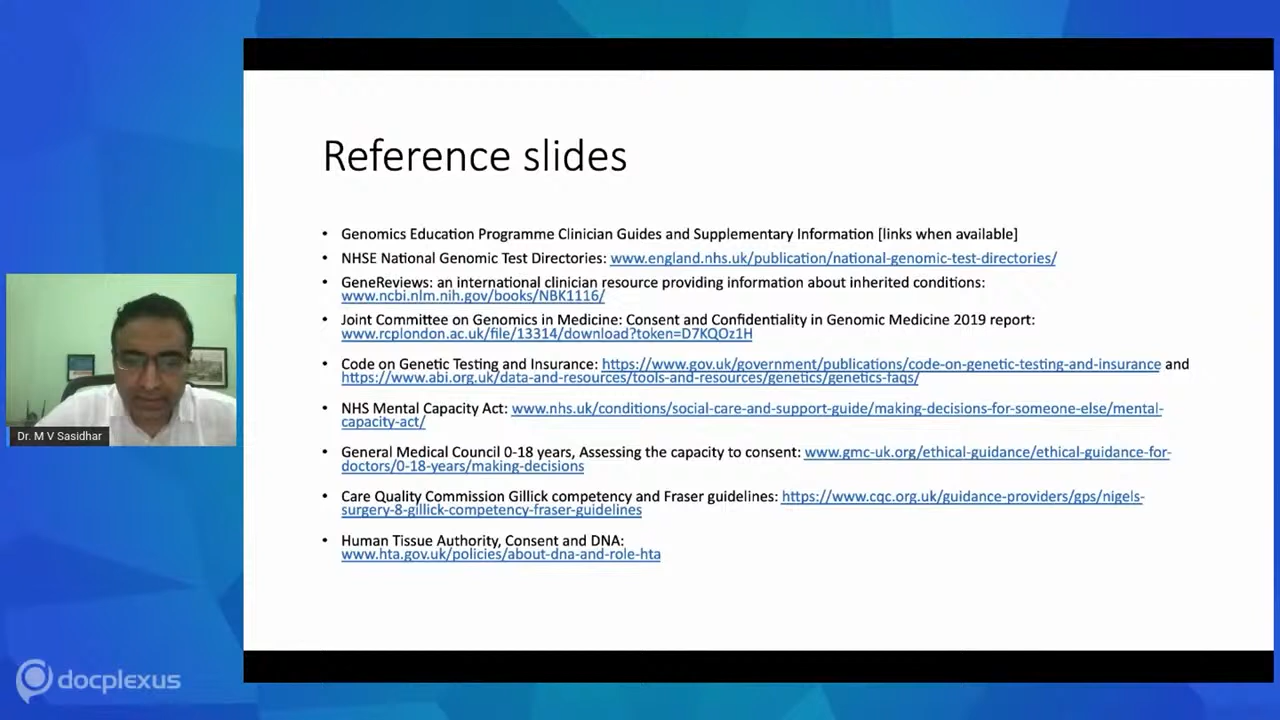 Reference slides
• Genomics Education Programme Clinician Guides and Supplementary Information [links when available]
• NHSE National Genomic Test Directories: www.england.nhs.uk/publication/national-genomic-test-directories/
• GeneReviews: an international clinician resource providing information about inherited conditions:
www.ncbi.nlm.nih.gov/books/NBK1116/
• Joint Committee on Genomics in Medicine: Consent and Confidentiality in Genomic Medicine 2019 report:
www.rcplondon.ac.uk/file/13314/download?token=D7KQOz1H
• Code on Genetic Testing and Insurance: https://www.gov.uk/government/publications/code-on-genetic-testing-and-insurance and
https://www.abi.org.uk/data-and-resources/tools-and-resources/genetics/genetics-faqs/
• NHS Mental Capacity Act: www.nhs.uk/conditions/social-care-and-support-guide/making-decisions-for-someone-else/mental-
capacity-act/
• General Medical Council 0-18 years, Assessing the capacity to consent: www.gmc-uk.org/ethical-guidance/ethical-guidance-for-
doctors/0-18-years/making-decisions
• Care Quality Commission Gillick competency and Fraser guidelines: https://www.cqc.org.uk/guidance-providers/gps/nigels-
surgery-8-gillick-competency-fraser-guidelines
• Human Tissue Authority, Consent and DNA:
www.hta.gov.uk/policies/about-dna-and-role-hta
Dr. M V Sasidhar
docplexus